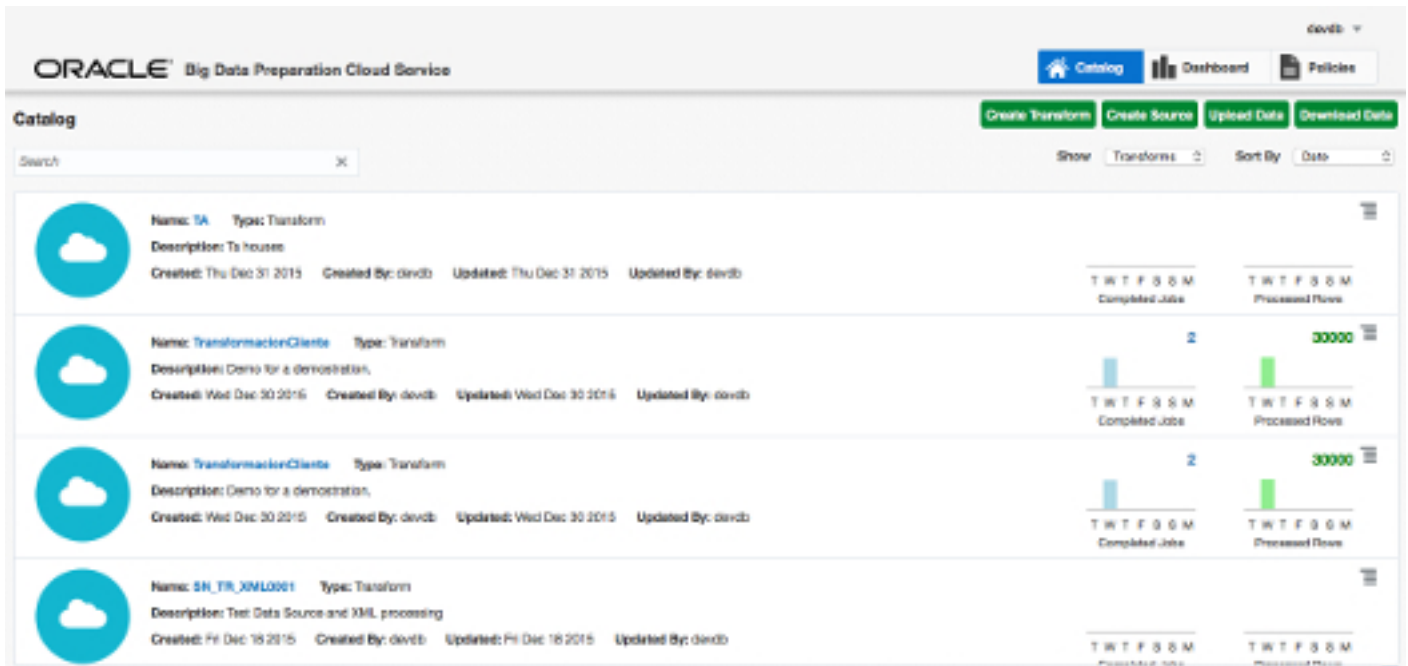 devdb
ORACLE Big Data Preparation Cloud Service
Catalog Dashboard Policies
Catalog
Create Transform Create Source Upload Data Download Data
Search
Show Transforms Sort By Date
Name: TA Type: Transform
Description: Ta houses
Created: Thu Dec 31 2015 Created By: devdb Updated: Thu Dec 31 2015 Updated By: devdb
T W T F S S M T W T F S S M
Completed Jobs Processed Rows
Name: TransformacionCliente Type: Transform
2 30000
Description: Demo for a demostration.
Created: Wed Dec 30 2015 Created By: devdb Updated: Wed Dec 30 2015 Updated By: devdb
T W T F S S M T W T F S S M
Completed Jobs Processed Rows
Name: TransformacionCliente Type: Transform
2 30000
Description: Demo for a demostration.
Created: Wed Dec 30 2015 Created By: devdb Updated: Wed Dec 30 2015 Updated By: devdb
T W T F S S M T W T F S S M
Completed Jobs Processed Rows
Name: SN_TR_XML0001 Type: Transform
Description: Test Data Source and XML processing
Created: Fri Dec 18 2015 Created By: devdb Updated: Fri Dec 18 2015 Updated By: devdb
T W T F S S M T W T F S S M
Completed Jobs Processed Rows